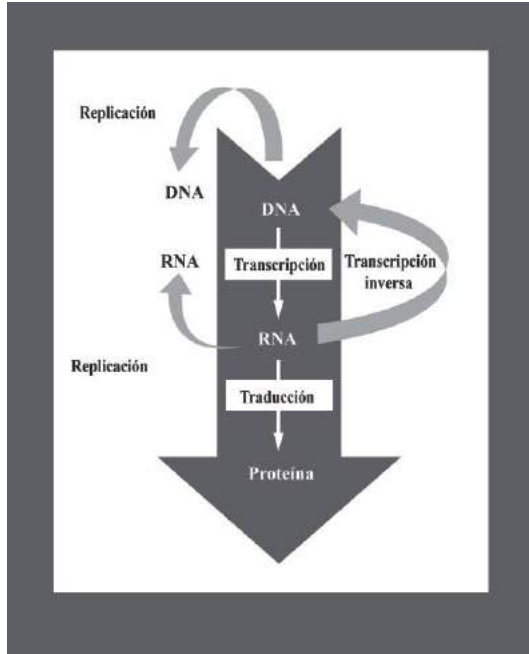 Replicación
DNA
DNA
RNA
Transcripción
Transcripción
inversa
RNA
Replicación
Traducción
Proteína